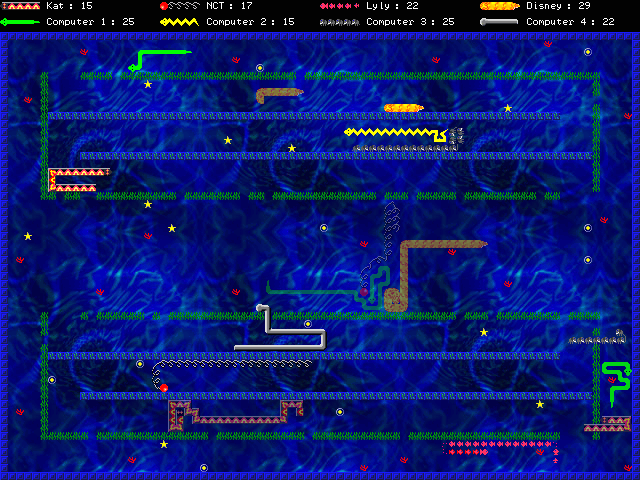 Kat : 15 NCT : 17 Lyly : 22 Disney : 29
Computer 1 : 25 Computer 2 : 15 Computer 3 : 25 Computer 4 : 22